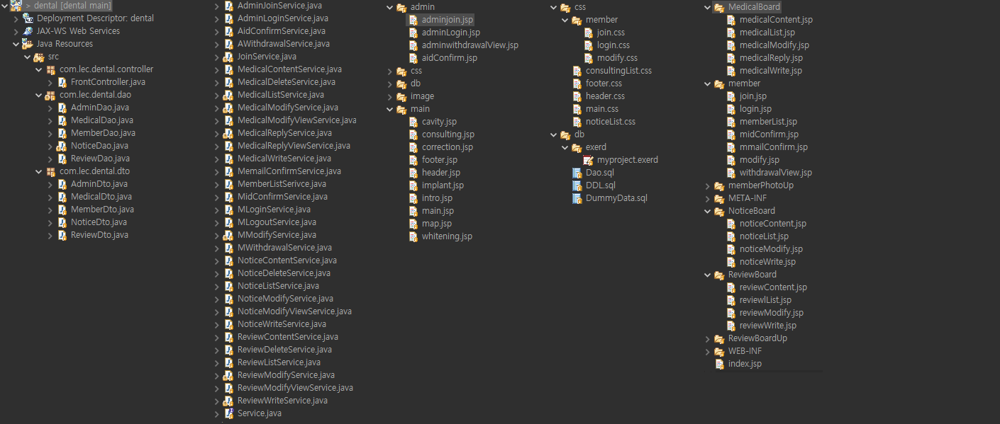 > dental [dental main]
Deployment Descriptor: dental
JAX-WS Web Services
Java Resources
src
com.lec.dental.controller
FrontController.java
com.lec.dental.dao
AdminDao.java
MedicalDao.java
MemberDao.java
NoticeDao.java
ReviewDao.java
com.lec.dental.dto
AdminDto.java
MedicalDto.java
MemberDto.java
NoticeDto.java
ReviewDto.java
AdminJoinService.java
AdminLoginService.java
AidConfirmService.java
AWithdrawalService.java
JoinService.java
MedicalContentService.java
MedicalDeleteService.java
MedicalListService.java
MedicalModifyService.java
MedicalModifyViewService.java
MedicalReplyService.java
MedicalReplyViewService.java
MedicalWriteService.java
MemailConfirmService.java
MemberListSerivce.java
MidConfirmService.java
MLoginService.java
MLogoutService.java
MModifyService.java
MWithdrawalService.java
NoticeContentService.java
NoticeDeleteService.java
NoticeListService.java
NoticeModifyService.java
NoticeModifyViewService.java
NoticeWriteService.java
ReviewContentService.java
ReviewDeleteService.java
ReviewListService.java
ReviewModifyService.java
ReviewModifyViewService.java
ReviewWriteService.java
Service.java
admin
adminjoin.jsp
adminLogin.jsp
adminwithdrawalView.jsp
aidConfirm.jsp
css
db
image
main
cavity.jsp
consulting.jsp
correction.jsp
footer.jsp
header.jsp
implant.jsp
intro.jsp
main.jsp
map.jsp
whitening.jsp
css
member
join.css
login.css
modify.css
consultingList.css
footer.css
header.css
main.css
noticeList.css
db
exerd
myproject.exerd
Dao.sql
DDL.sql
DummyData.sql
MedicalBoard
medicalContent.jsp
medicalList.jsp
medicalModify.jsp
medicalReply.jsp
medicalWrite.jsp
member
join.jsp
login.jsp
memberList.jsp
midConfirm.jsp
mmailConfirm.jsp
modify.jsp
withdrawalView.jsp
memberPhotoUp
META-INF
NoticeBoard
noticeContent.jsp
noticeList.jsp
noticeModify.jsp
noticeWrite.jsp
ReviewBoard
reviewContent.jsp
reviewlList.jsp
reviewModify.jsp
reviewWrite.jsp
ReviewBoardUp
WEB-INF
index.jsp